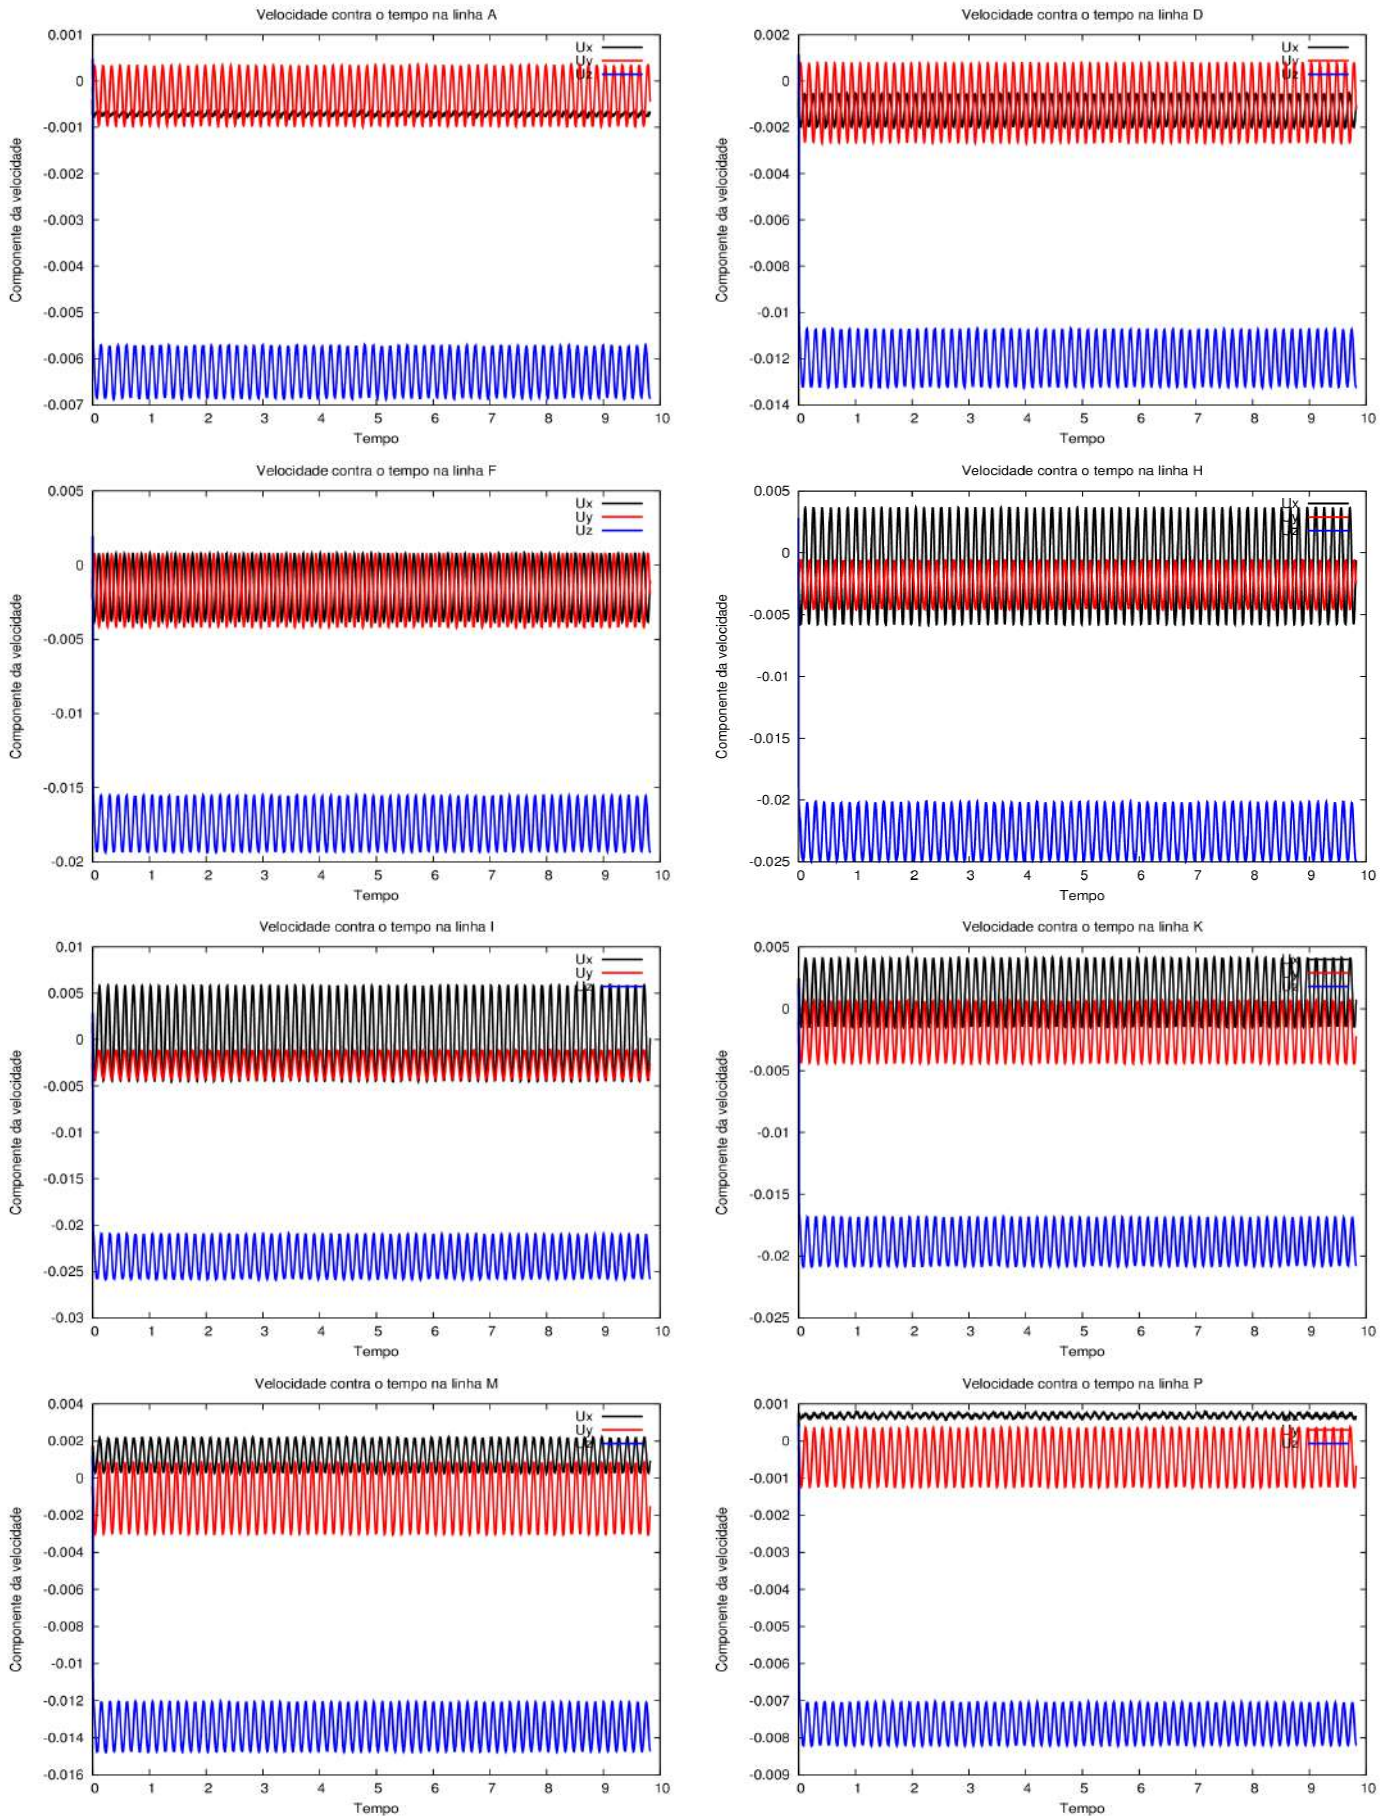 Velocidade contra o tempo na linha A
0.001
0
-0.001
-0.002
-0.003
-0.004
-0.005
-0.006
-0.007
Componente da velocidade
Ux
Uy
Uz
0 1 2 3 4 5 6 7 8 9 10
Tempo
Velocidade contra o tempo na linha D
0.002
0
-0.002
-0.004
-0.006
-0.008
-0.01
-0.012
-0.014
Componente da velocidade
Ux
Uy
Uz
0 1 2 3 4 5 6 7 8 9 10
Tempo
Velocidade contra o tempo na linha F
0.005
0
-0.005
-0.01
-0.015
-0.02
Componente da velocidade
Ux
Uy
Uz
0 1 2 3 4 5 6 7 8 9 10
Tempo
Velocidade contra o tempo na linha H
0.005
0
-0.005
-0.01
-0.015
-0.02
-0.025
Componente da velocidade
Ux
Uy
Uz
0 1 2 3 4 5 6 7 8 9 10
Tempo
Velocidade contra o tempo na linha I
0.01
0.005
0
-0.005
-0.01
-0.015
-0.02
-0.025
-0.03
Componente da velocidade
Ux
Uy
Uz
0 1 2 3 4 5 6 7 8 9 10
Tempo
Velocidade contra o tempo na linha K
0.005
0
-0.005
-0.01
-0.015
-0.02
-0.025
Componente da velocidade
Ux
Uy
Uz
0 1 2 3 4 5 6 7 8 9 10
Tempo
Velocidade contra o tempo na linha M
0.004
0.002
0
-0.002
-0.004
-0.006
-0.008
-0.01
-0.012
-0.014
-0.016
Componente da velocidade
Ux
Uy
Uz
0 1 2 3 4 5 6 7 8 9 10
Tempo
Velocidade contra o tempo na linha P
0.001
0
-0.001
-0.002
-0.003
-0.004
-0.005
-0.006
-0.007
-0.008
-0.009
Componente da velocidade
Ux
Uy
Uz
0 1 2 3 4 5 6 7 8 9 10
Tempo